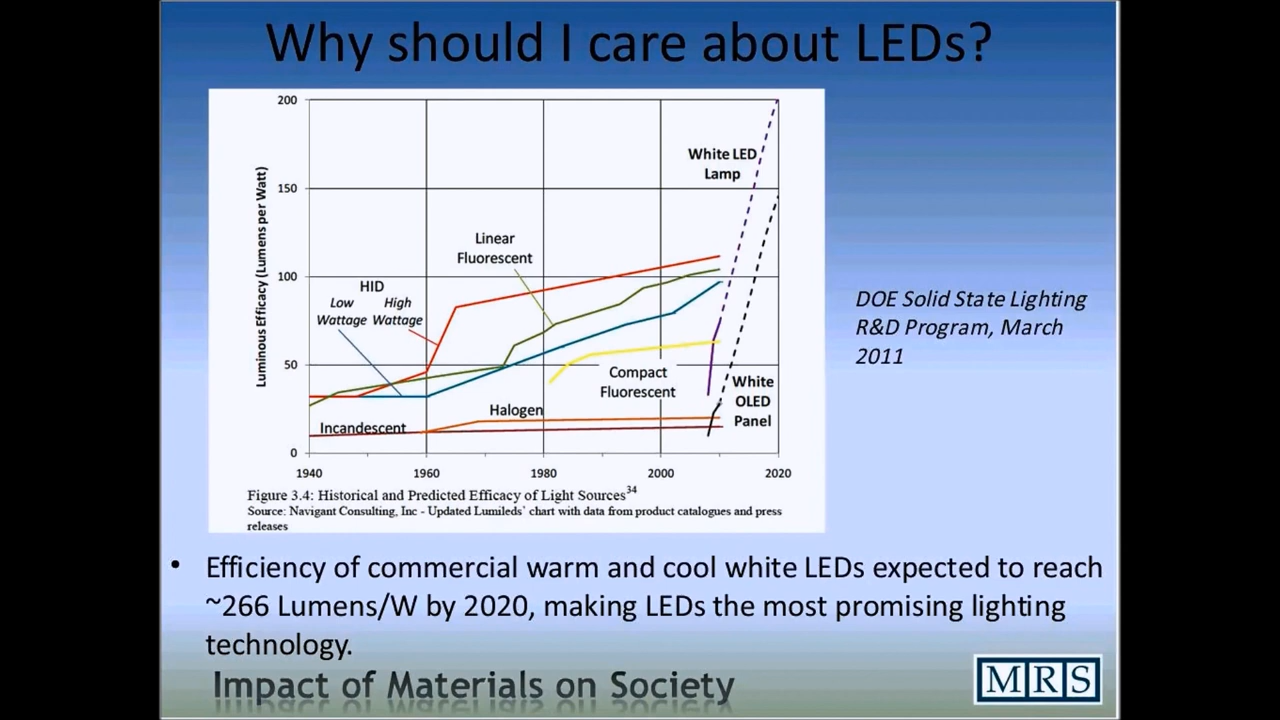 Why should I care about LEDs?
200
150
100
50
0
Luminous Efficacy (Lumens per Watt)
White LED
Lamp
Linear
Fluorescent
HID
Low High
Wattage Wattage
Compact
Fluorescent
White
OLED
Panel
Halogen
Incandescent
1940 1960 1980 2000 2020
Figure 3.4: Historical and Predicted Efficacy of Light Sources34
Source: Navigant Consulting, Inc - Updated Lumileds` chart with data from product catalogues and press
releases
DOE Solid State Lighting
R&D Program, March
2011
• Efficiency of commercial warm and cool white LEDs expected to reach
~266 Lumens/W by 2020, making LEDs the most promising lighting
technology.
Impact of Materials on Society
MRS